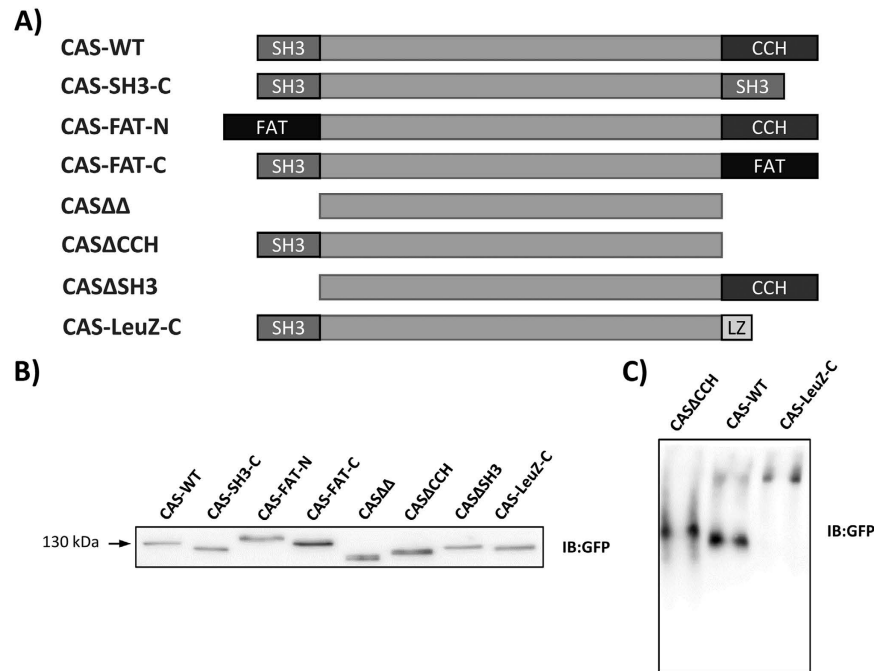 A)
CAS-WT SH3 CCH
CAS-SH3-C SH3 SH3
CAS-FAT-N FAT CCH
CAS-FAT-C SH3 FAT
CASΔΔ
CASΔCCH SH3
CASΔSH3 CCH
CAS-LeuZ-C SH3 LZ
B)
CAS-WT CAS-SH3-C CAS-FAT-N CAS-FAT-C CASΔΔ CASΔCCH CASΔSH3 CAS-LeuZ-C
130 kDa IB:GFP
C)
CASΔCCH CAS-WT CAS-LeuZ-C
IB:GFP